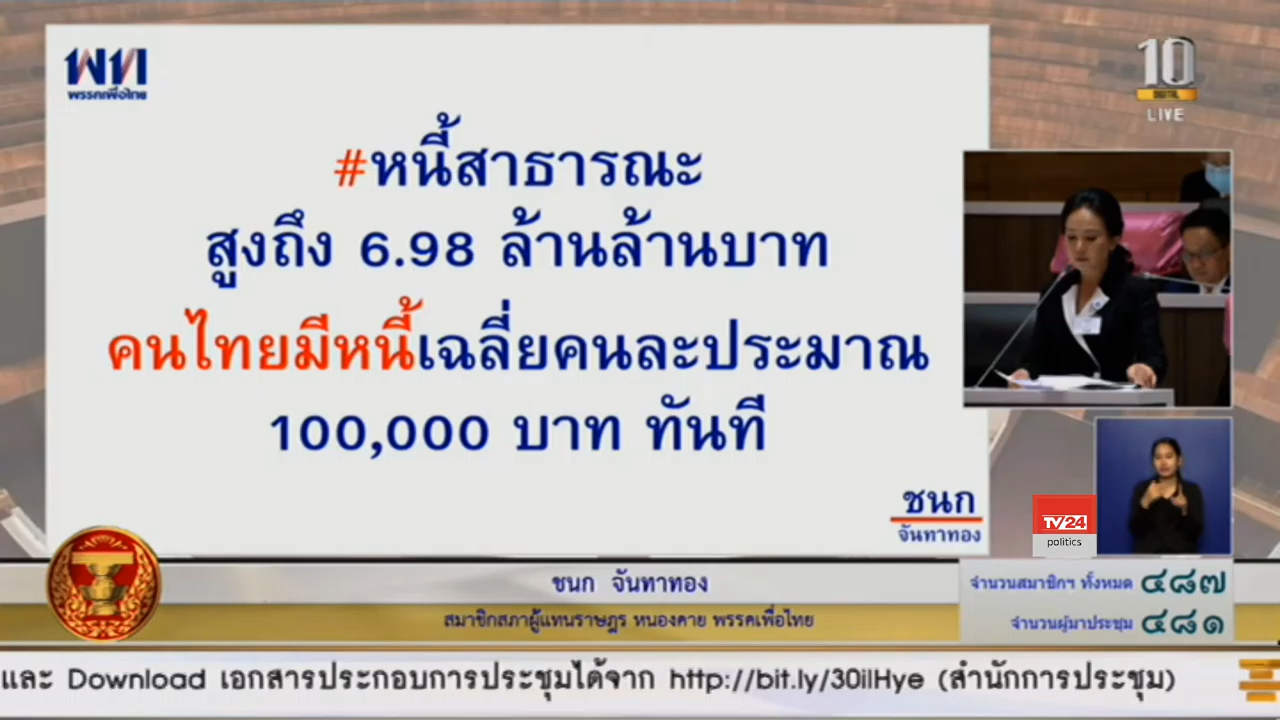 พท
พรรคเพื่อไทย
10
DIGITAL
LIVE
#หนี้สาธารณะ
สูงถึง 6.98 ล้านล้านบาท
คนไทยมีหนี้เฉลี่ยคนละประมาณ
100,000 บาท ทันที
ชนก
จันทาทอง
TV24
politics
ชนก จันทาทอง
สมาชิกสภาผู้แทนราษฎร หนองคาย พรรคเพื่อไทย
จำนวนสมาชิกฯ ทั้งหมด ๔๘๗
จำนวนผู้มาประชุม ๔๘๑
และ Download เอกสารประกอบการประชุมได้จาก http://bit.ly/30ilHye (สำนักการประชุม)